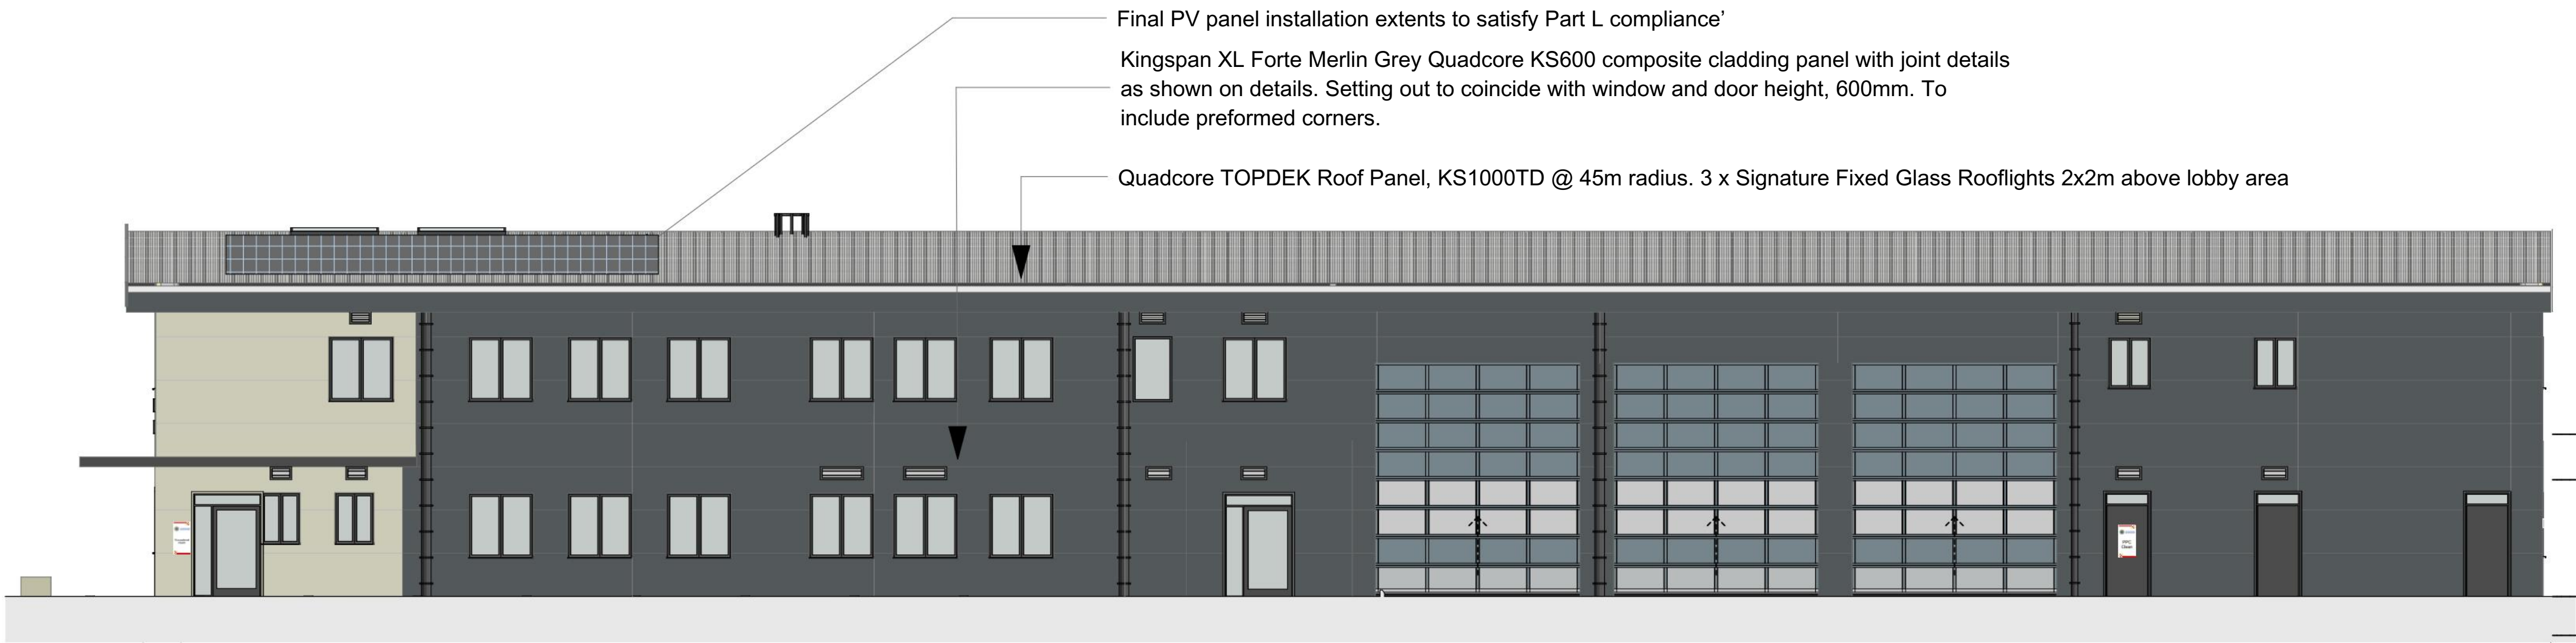 Final PV panel installation extents to satisfy Part L compliance’
Kingspan XL Forte Merlin Grey Quadcore KS600 composite cladding panel with joint details
as shown on details. Setting out to coincide with window and door height, 600mm. To
include preformed corners.
Quadcore TOPDEK Roof Panel, KS1000TD @ 45m radius. 3 x Signature Fixed Glass Rooflights 2x2m above lobby area
PPC
Clean